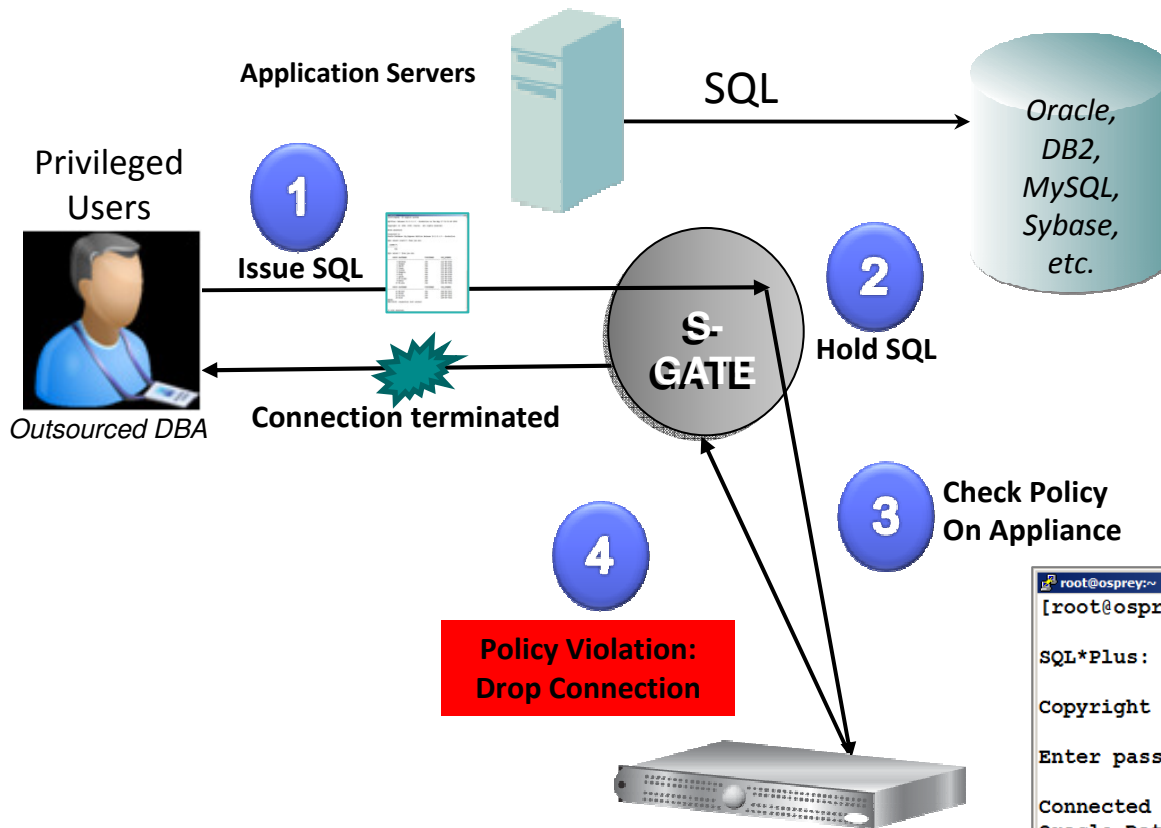 Application Servers
SQL
Oracle,
DB2,
MySQL,
Sybase,
etc.
Privileged
Users
1
Issue SQL
2
Hold SQL
S-
GATE
Connection terminated
Outsourced DBA
3
Check Policy
On Appliance
4
Policy Violation:
Drop Connection
root@osprey:~
[root@ospr
SQL*Plus:
Copyright
Enter pass
Connected